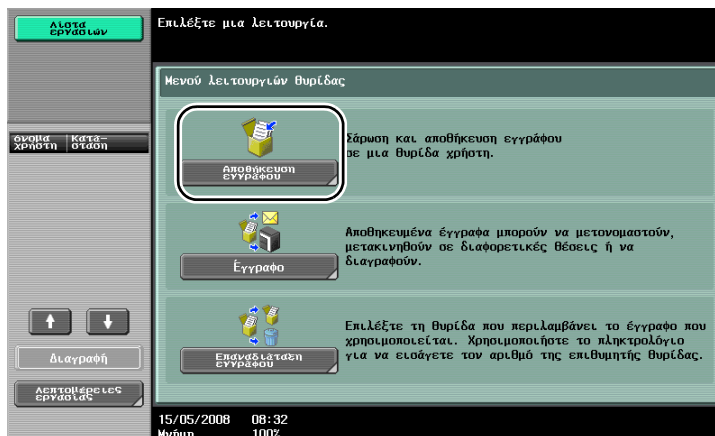 Λίστα
εργασιών
Επιλέξτε μια λειτουργία.
Μενού λειτουργιών θυρίδας
όνομα Κατά-
χρήστη σταση
Αποθήκευση
εγγράφου
Σάρωση και αποθήκευση εγγράφου
σε μια θυρίδα χρήστη.
Έγγραφο
Αποθηκευμένα έγγραφα μπορούν να μετονομαστούν,
μετακινηθούν σε διαφορετικές θέσεις ή να
διαγραφούν.
Επαναδιάταξη
εγγράφου
Επιλέξτε τη θυρίδα που περιλαμβάνει το έγγραφο που
χρησιμοποιείται. Χρησιμοποιήστε το πληκτρολόγιο
για να εισάγετε τον αριθμό της επιθυμητής θυρίδας.
Διαγραφή
Λεπτομέρειες
εργασίας
15/05/2008 08:32
Μνήμη 100%